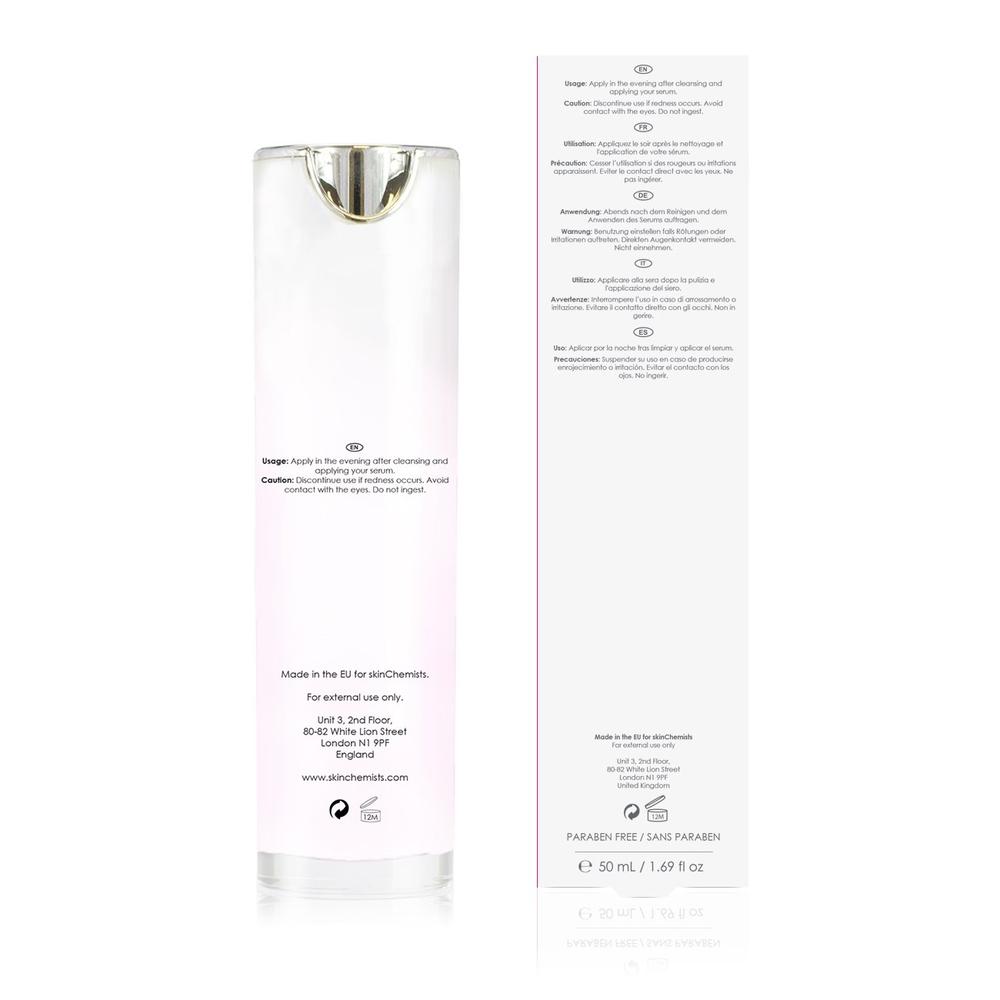 EN
Usage: Apply in the evening after cleansing and
applying your serum.
Caution: Discontinue use if redness occurs. Avoid
contact with the eyes. Do not ingest.
Made in the EU for skinChemists.
For external use only.
Unit 3, 2nd Floor,
80-82 White Lion Street
London N1 9PF
England
www.skinchemists.com
12M
EN
Usage: Apply in the evening after cleansing and
applying your serum.
Caution: Discontinue use if redness occurs. Avoid
contact with the eyes. Do not ingest.
FR
Utilisation: Appliquez le soir après le nettoyage et
l'application de votre sérum.
Précaution: Cesser l'utilisation si des rougeurs ou irritations
apparaissent. Eviter le contact direct avec les yeux. Ne
pas ingérer.
DE
Anwendung: Abends nach dem Reinigen und dem
Anwenden des Serums auftragen.
Warnung: Benutzung einstellen falls Rötungen oder
Irritationen auftreten. Direkten Augenkontakt vermeiden.
Nicht einnehmen.
IT
Utilizzo: Applicare alla sera dopo la pulizia e
l'applicazione del siero.
Avvertenze: Interrompere l'uso in caso di arrossamento o
irritazione. Evitare il contatto diretto con gli occhi. Non in
gerire.
ES
Uso: Aplicar por la noche tras limpiar y aplicar el serum.
Precauciones: Suspender su uso en caso de producirse
enrojecimiento o irritación. Evitar el contacto con los
ojos. No ingerir.
Made in the EU for skinChemists
For external use only
Unit 3, 2nd Floor,
80-82 White Lion Street
London N1 9PF
United Kingdom
12M
PARABEN FREE / SANS PARABEN
℮ 50 mL / 1.69 fl oz